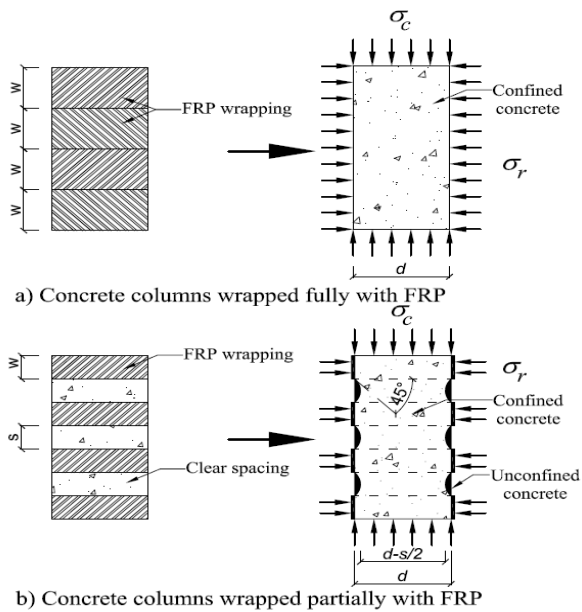 σc
w
w
w
w
FRP wrapping
Confined
concrete
σr
d
a) Concrete columns wrapped fully with FRP
σc
w
s
FRP wrapping
Clear spacing
45°
σr
Confined
concrete
Unconfined
concrete
d-s/2
d
b) Concrete columns wrapped partially with FRP